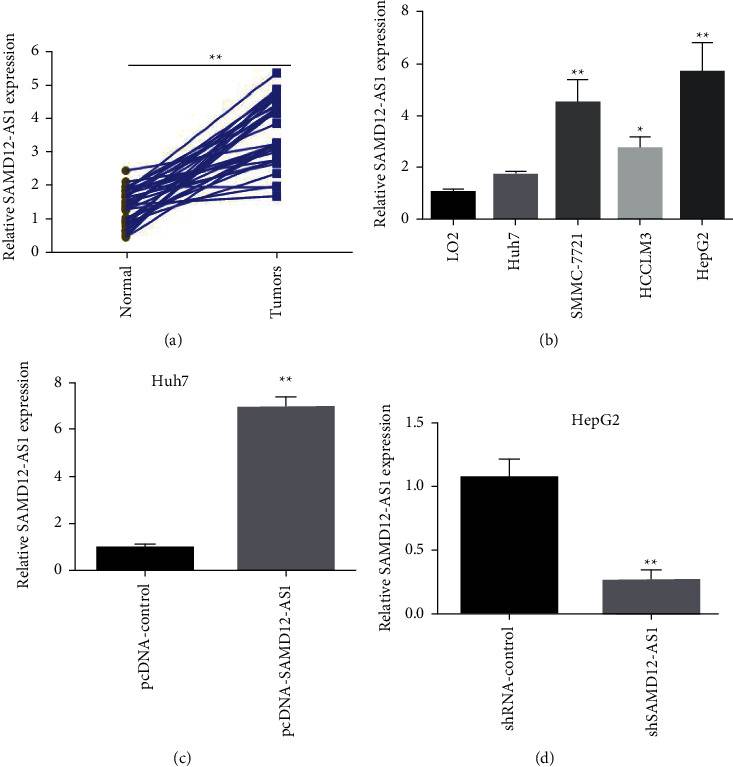 Relative SAMD12-AS1 expression
6
5
4
3
2
1
0
**
Normal
Tumors
(a)
Relative SAMD12-AS1 expression
8
6
4
2
0
**
*
**
LO2
Huh7
SMMC-7721
HCCLM3
HepG2
(b)
Relative SAMD12-AS1 expression
8
6
4
2
0
Huh7
**
pcDNA-control
pcDNA-SAMD12-AS1
(c)
Relative SAMD12-AS1 expression
1.5
1.0
0.5
0.0
HepG2
**
shRNA-control
shSAMD12-AS1
(d)